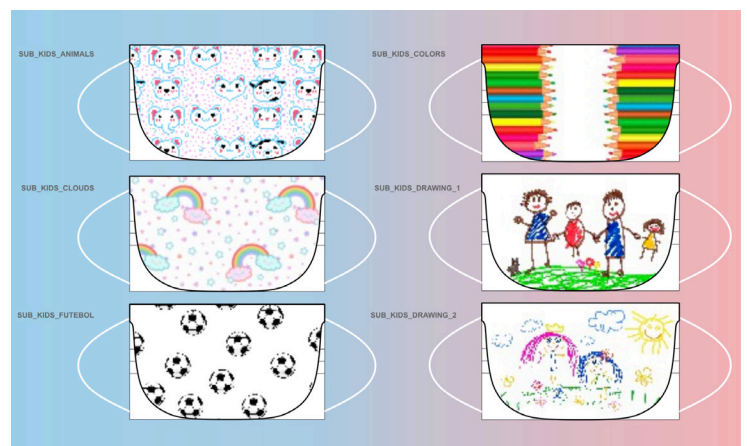 SUB_KIDS_ANIMALS
SUB_KIDS_COLORS
SUB_KIDS_CLOUDS
SUB_KIDS_DRAWING_1
SUB_KIDS_FUTEBOL
SUB_KIDS_DRAWING_2